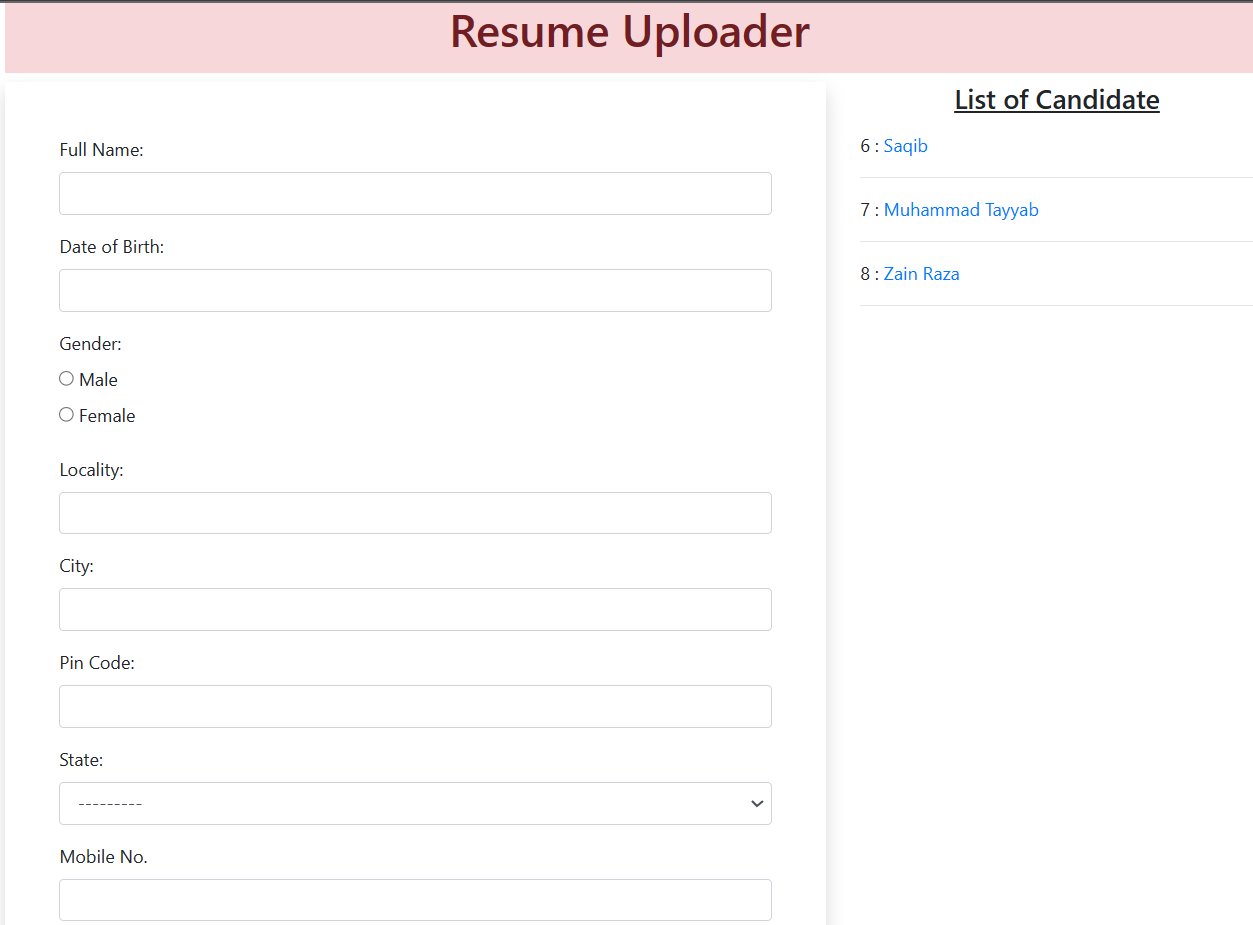 Resume Uploader
Full Name:
Date of Birth:
Gender:
Male
Female
Locality:
City:
Pin Code:
State:
---------
Mobile No.
List of Candidate
6 : Saqib
7 : Muhammad Tayyab
8 : Zain Raza